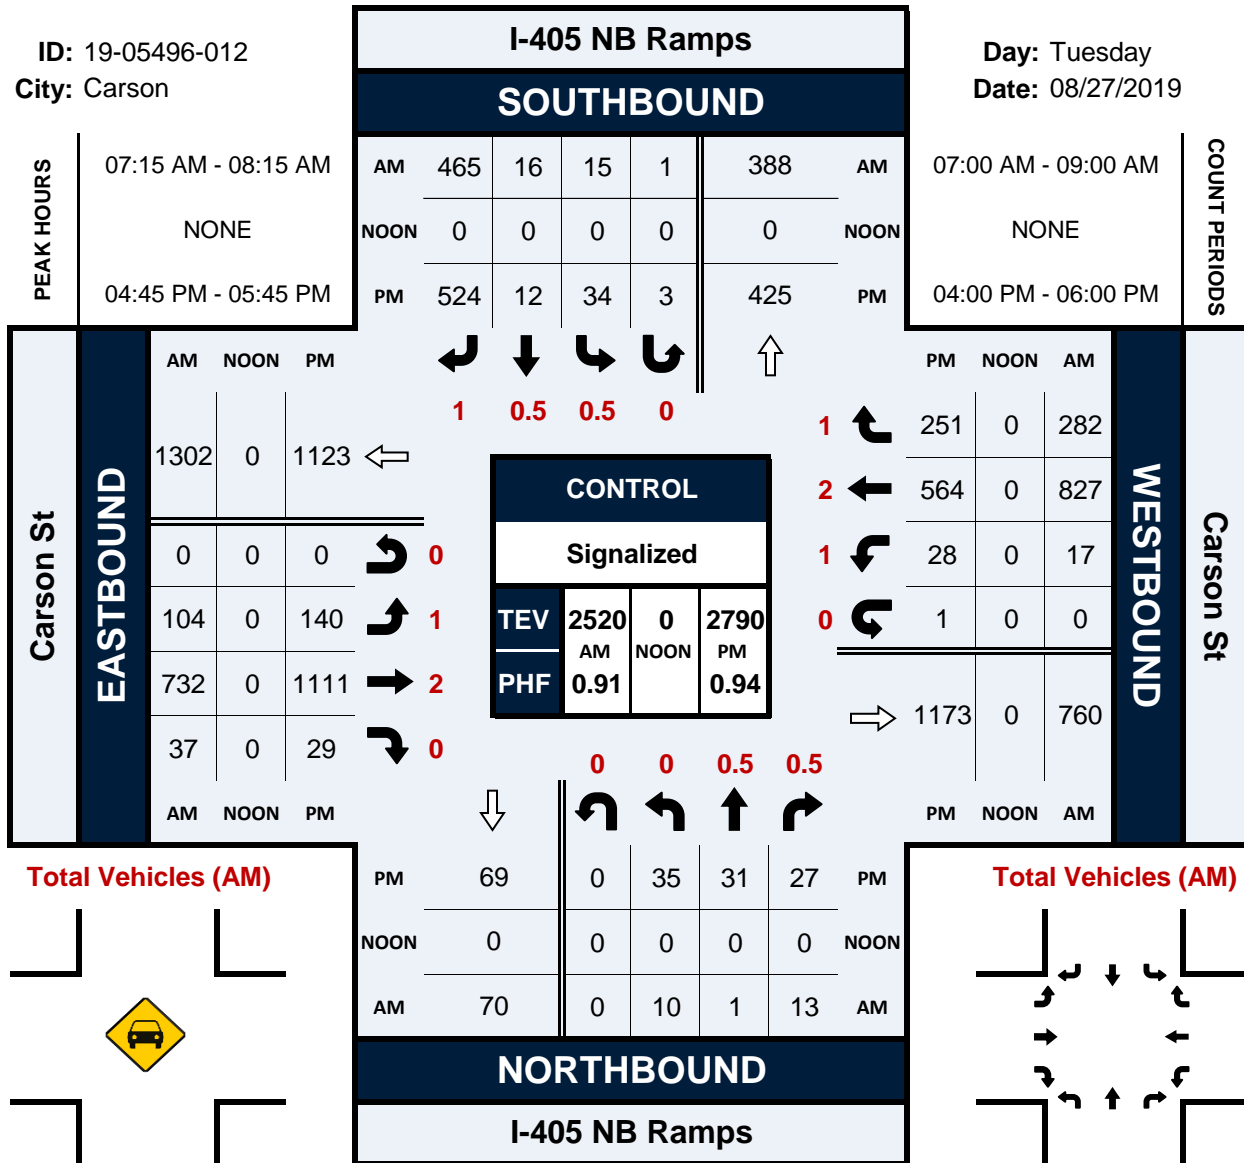 I-405 NB Ramps
ID: 19-05496-012
Day: Tuesday
City: Carson
Date: 08/27/2019
SOUTHBOUND
PEAK HOURS
07:15 AM - 08:15 AM
NONE
04:45 PM - 05:45 PM
AM 465 16 15 1 388 AM
NOON 0 0 0 0 0 NOON
PM 524 12 34 3 425 PM
07:00 AM - 09:00 AM
NONE
04:00 PM - 06:00 PM
COUNT PERIODS
1 0.5 0.5 0
Carson St
EASTBOUND
AM NOON PM
1302 0 1123
0 0 0 0
104 0 140 1
732 0 1111 2
37 0 29 0
AM NOON PM
CONTROL
Signalized
TEV 2520 0 2790
AM NOON PM
PHF 0.91 0.94
PM NOON AM
1 251 0 282
2 564 0 827
1 28 0 17
0 1 0 0
1173 0 760
PM NOON AM
WESTBOUND
Carson St
0 0 0.5 0.5
PM 69 0 35 31 27 PM
NOON 0 0 0 0 0 NOON
AM 70 0 10 1 13 AM
NORTHBOUND
I-405 NB Ramps
Total Vehicles (AM)
Total Vehicles (AM)